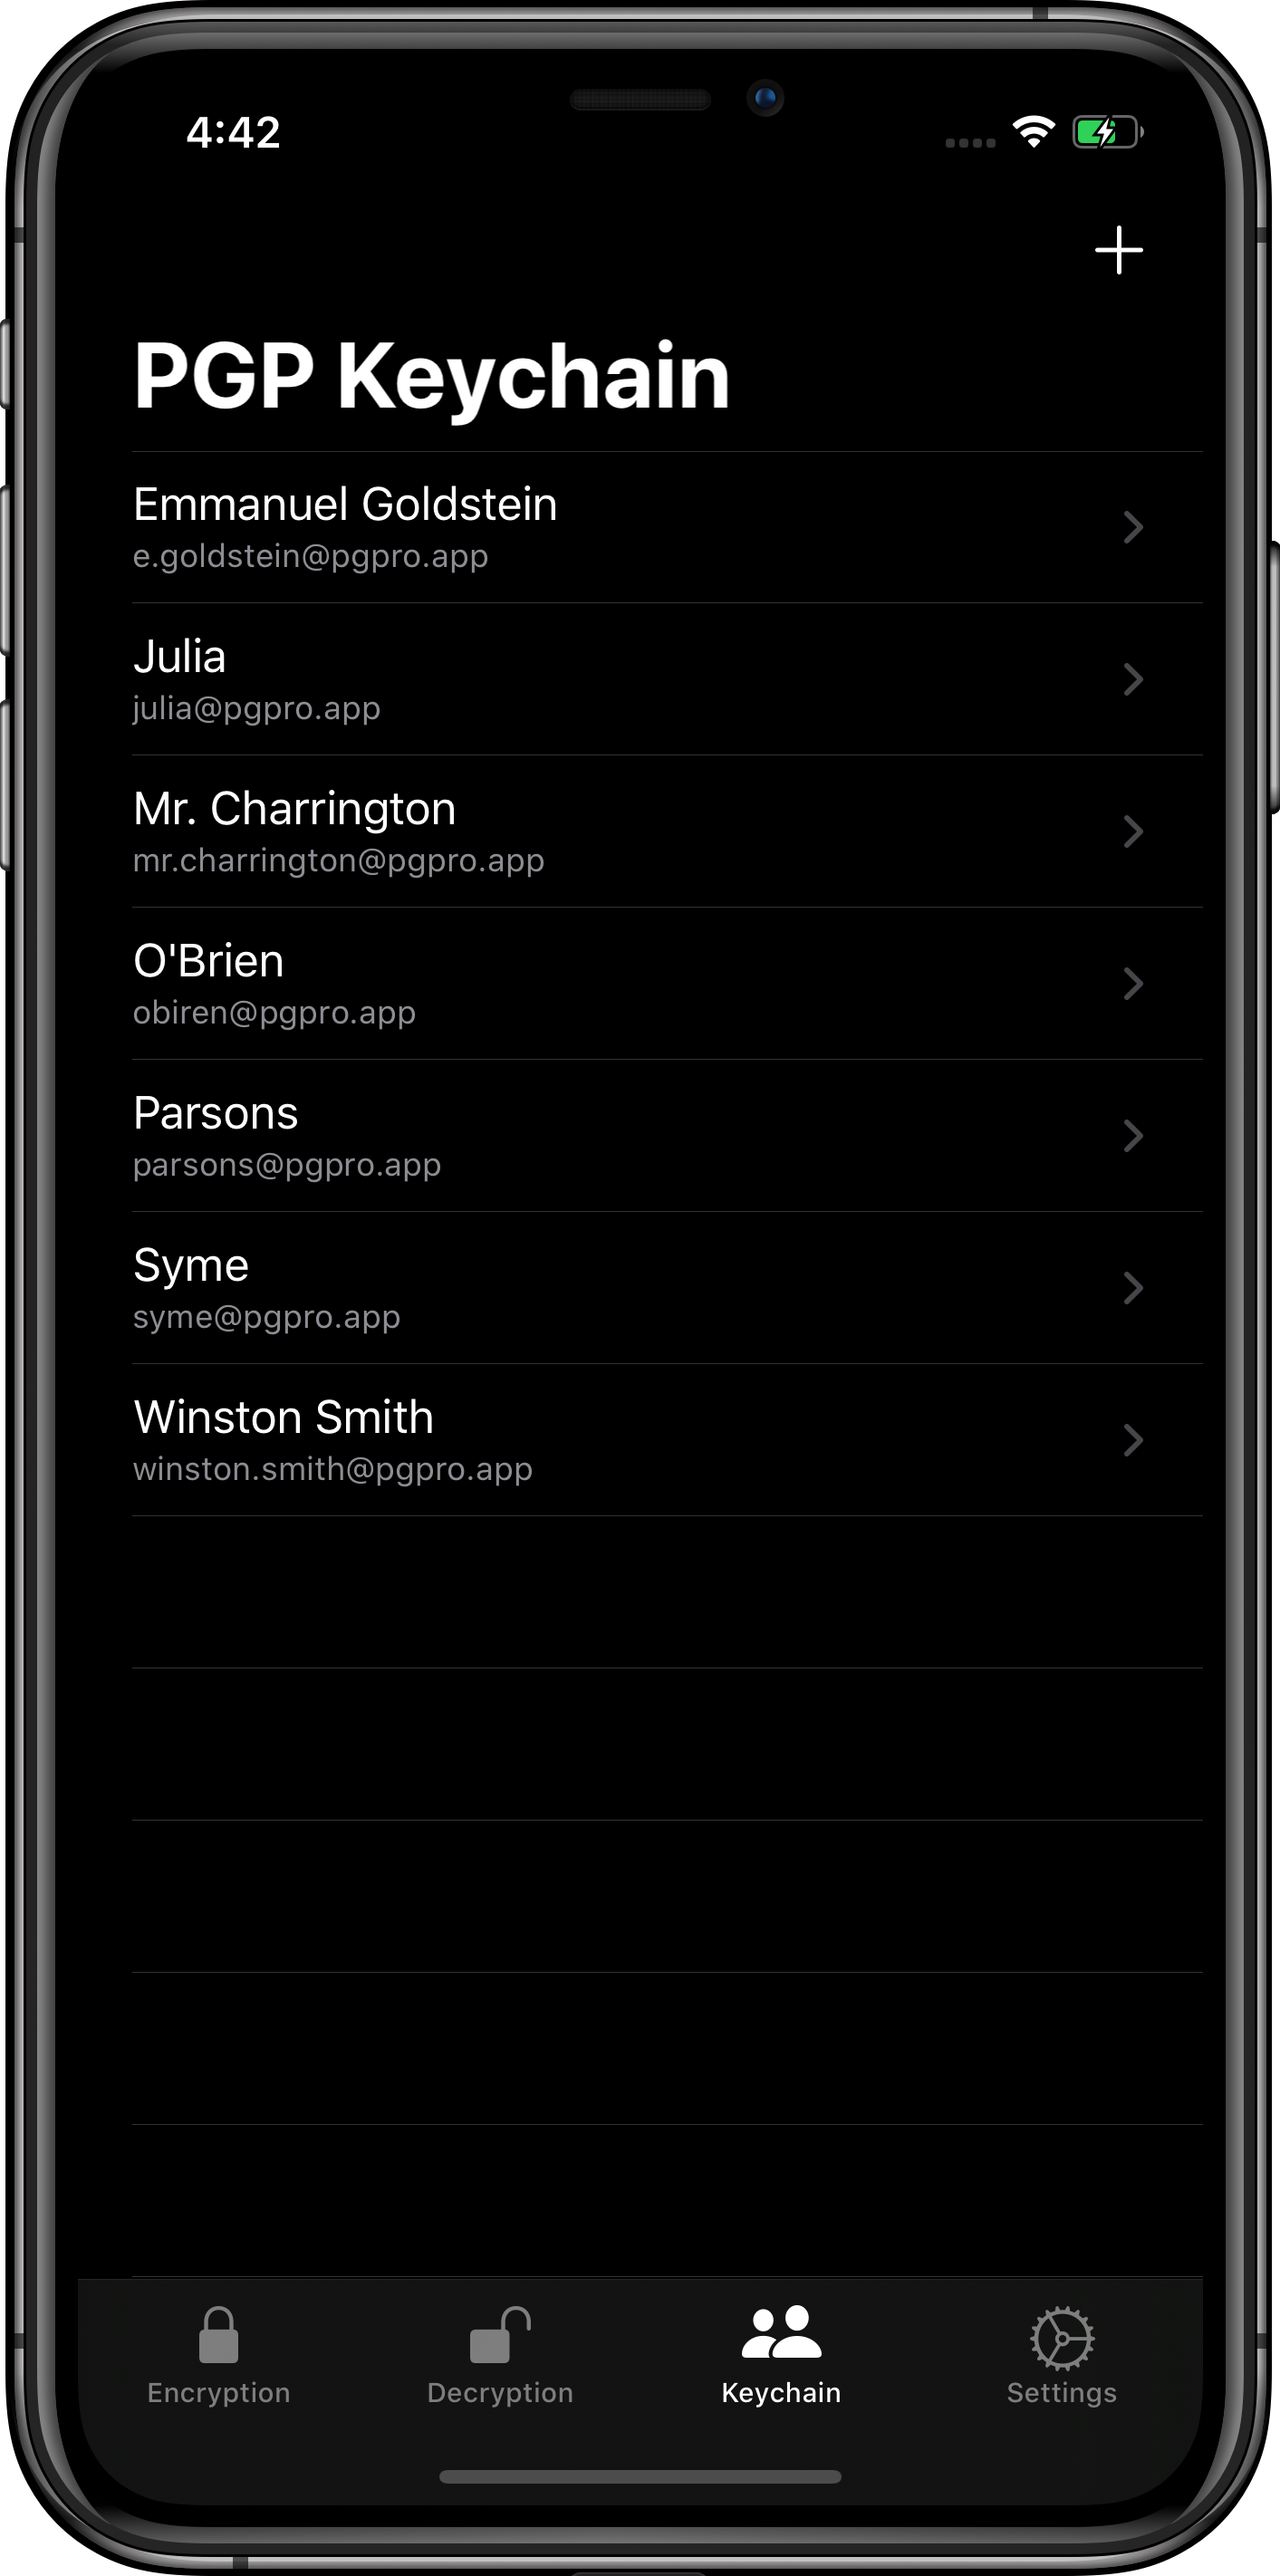 4:42
PGP Keychain
Emmanuel Goldstein
e.goldstein@pgpro.app
Julia
julia@pgpro.app
Mr. Charrington
mr.charrington@pgpro.app
O'Brien
obiren@pgpro.app
Parsons
parsons@pgpro.app
Syme
syme@pgpro.app
Winston Smith
winston.smith@pgpro.app
Encryption Decryption Keychain Settings